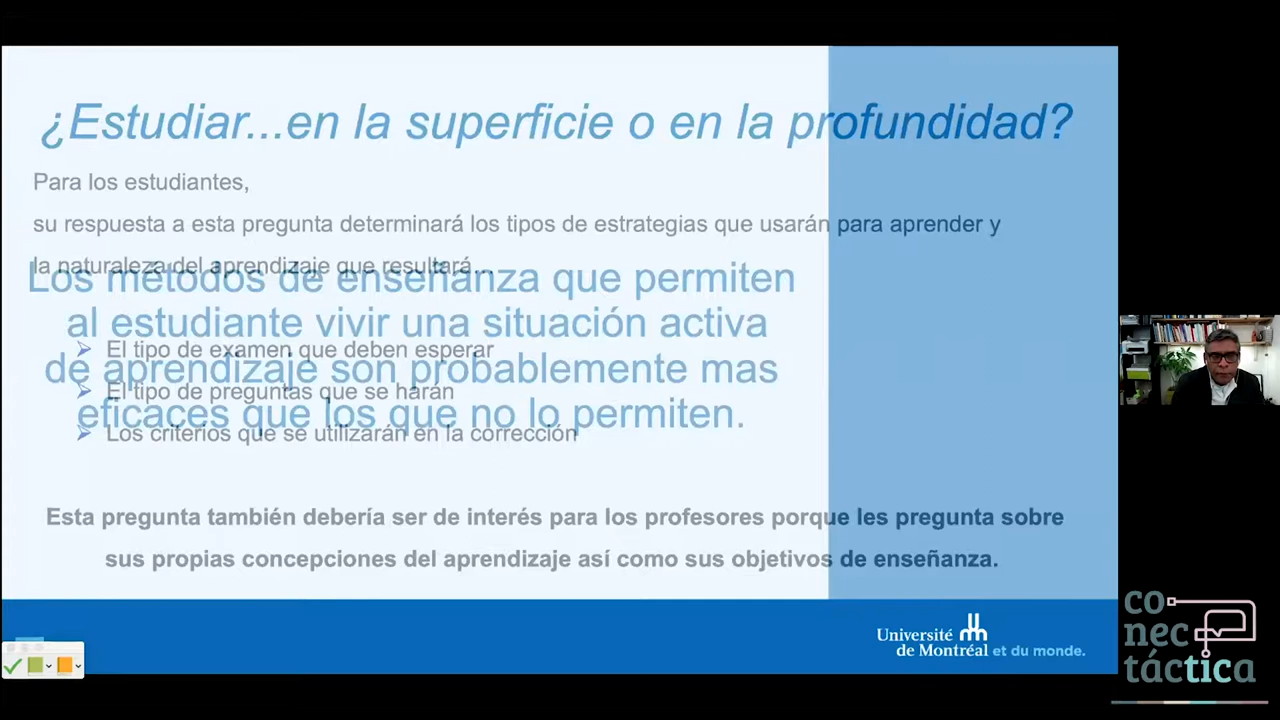 ¿Estudiar...en la superficie o en la profundidad?
Para los estudiantes,
su respuesta a esta pregunta determinará los tipos de estrategias que usarán para aprender y
la naturaleza del aprendizaje que resultará...
Los métodos de enseñanza que permiten
al estudiante vivir una situación activa
de aprendizaje son probablemente mas
eficaces que los que no lo permiten.
El tipo de examen que deben esperar
El tipo de preguntas que se harán
Los criterios que se utilizarán en la corrección
Esta pregunta también debería ser de interés para los profesores porque les pregunta sobre
sus propias concepciones del aprendizaje así como sus objetivos de enseñanza.
Université
de Montréal et du monde.
co
nec
táctica